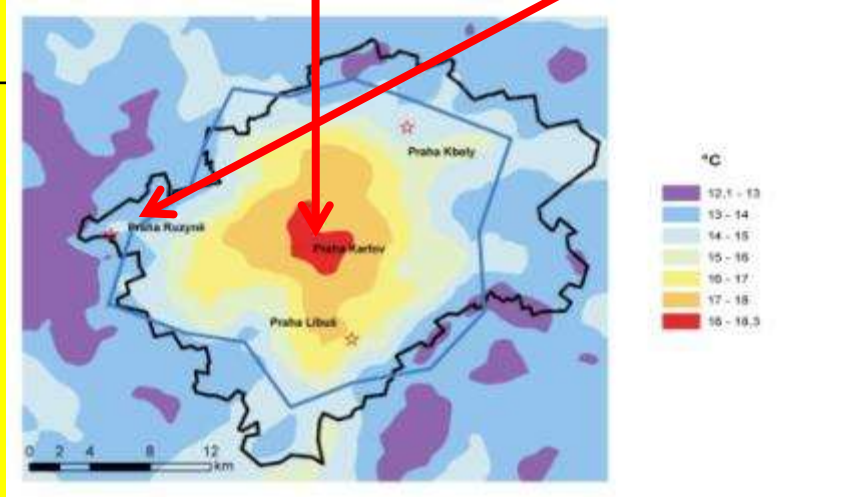 Praha Kbely
Praha Ruzyně
Praha Karlov
Praha Libuš
0 2 4 8 12
km
°C
12,1 - 13
13 - 14
14 - 15
15 - 16
16 - 17
17 - 18
18 - 18,3